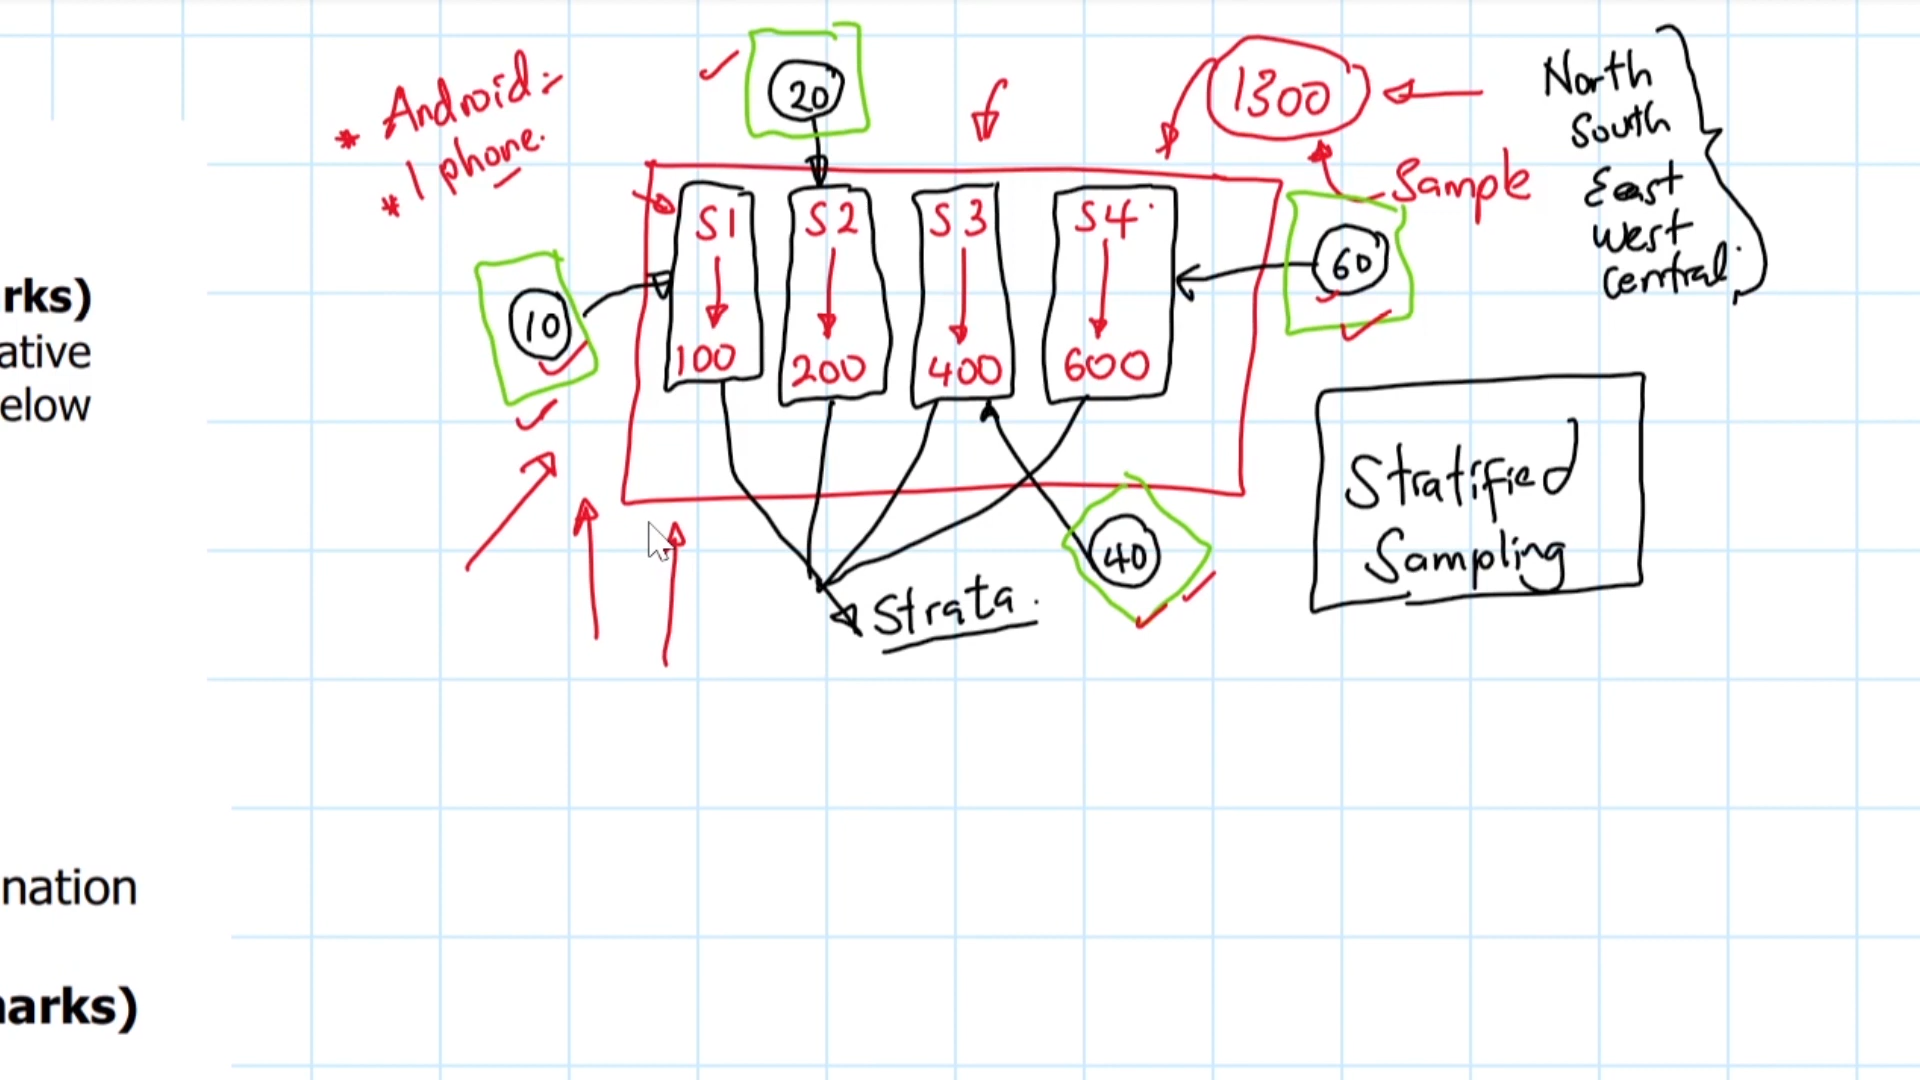 rks)
ative
elow
nation
arks)
* Android:-
* I phone.
20
1300
Sample
North
South
East
West
Central.
10
S1
100
S2
200
S3
400
S4
600
60
40
Strata.
Stratified
Sampling